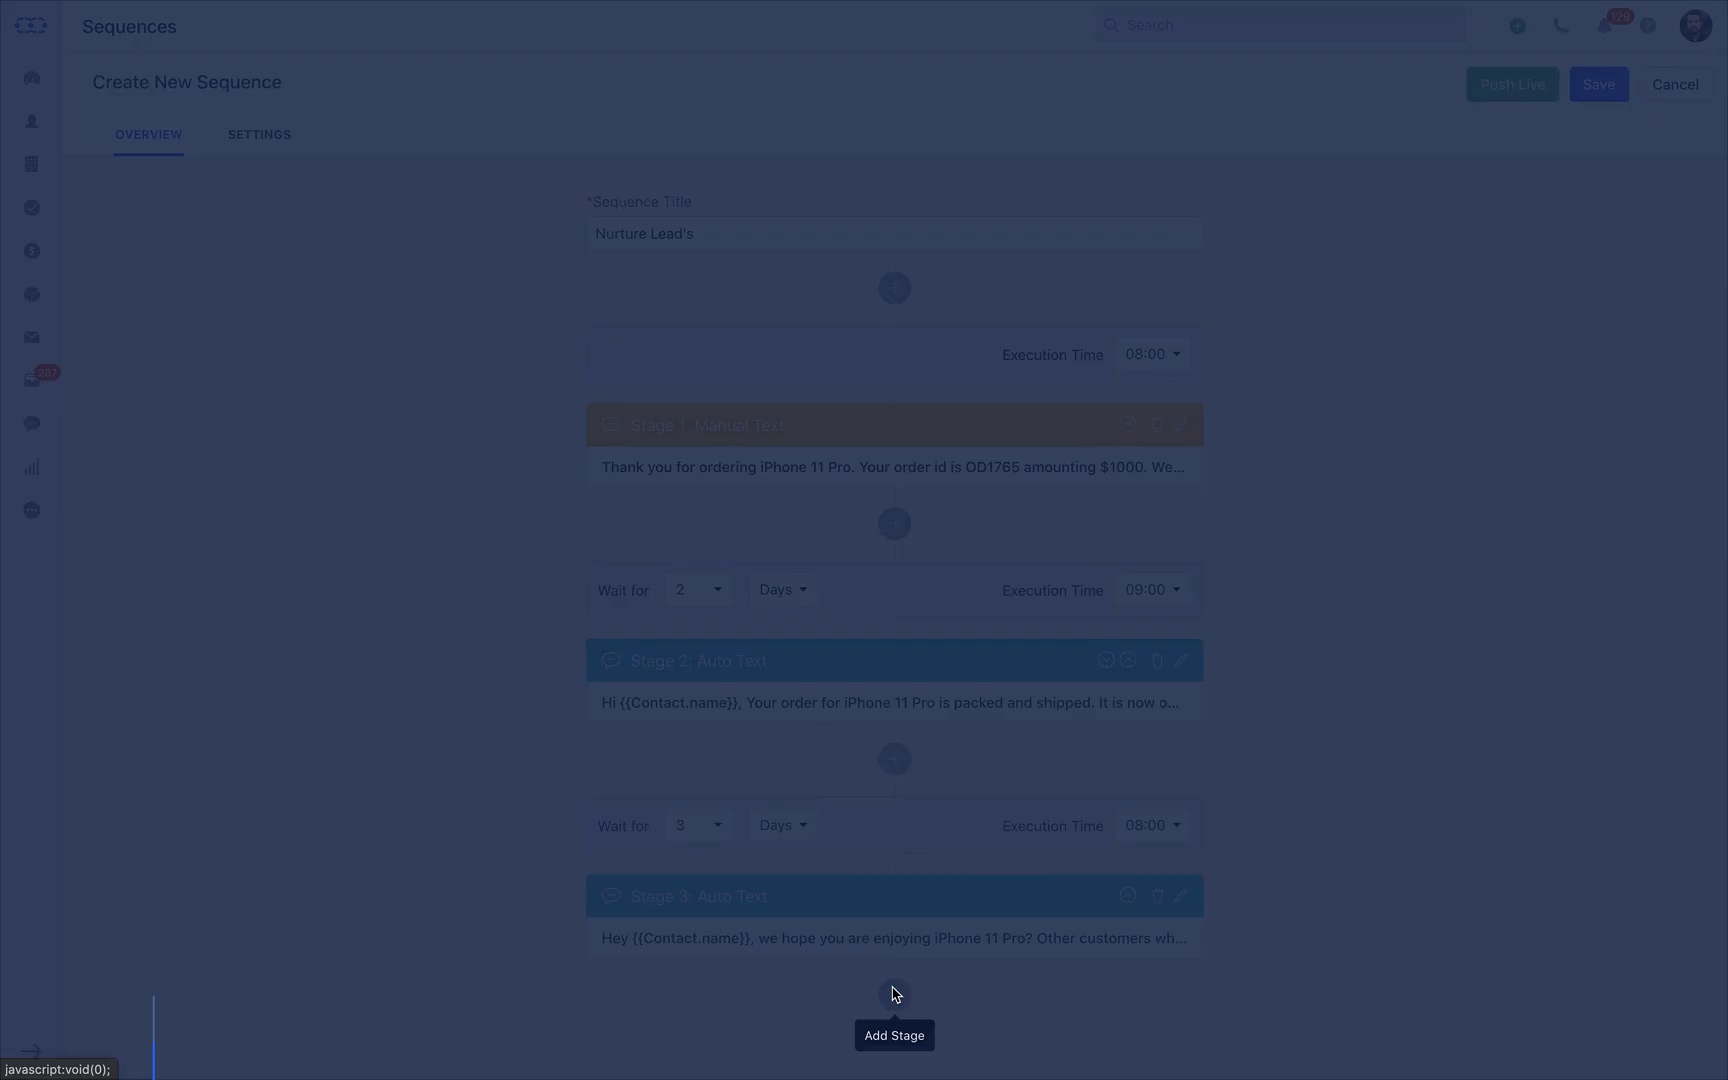 Sequences
Search
129
Create New Sequence
Push Live
Save
Cancel
OVERVIEW
SETTINGS
*Sequence Title
Nurture Lead's
Execution Time
08:00
287
Stage 1: Manual Text
Thank you for ordering iPhone 11 Pro. Your order id is OD1765 amounting $1000. We...
Wait for
2
Days
Execution Time
09:00
Stage 2: Auto Text
Hi {{Contact.name}}, Your order for iPhone 11 Pro is packed and shipped. It is now o...
Wait for
3
Days
Execution Time
08:00
Stage 3: Auto Text
Hey {{Contact.name}}, we hope you are enjoying iPhone 11 Pro? Other customers wh...
Add Stage
javascript:void(0);